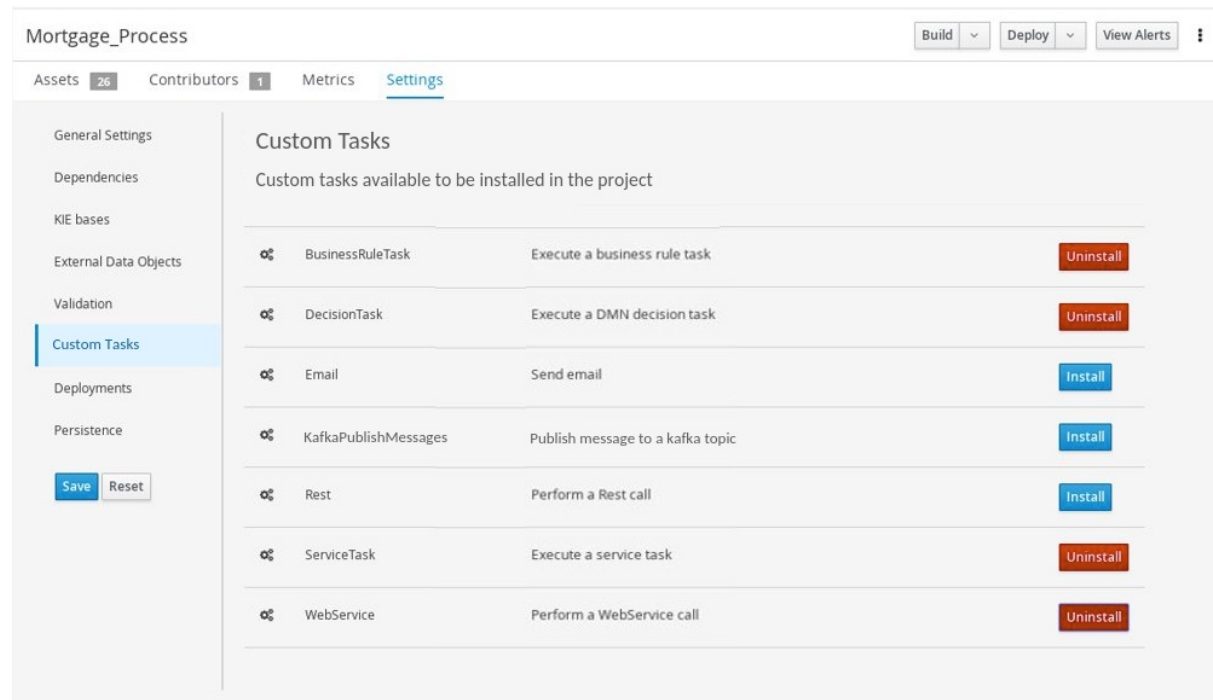 Mortgage_Process
Build Deploy View Alerts
Assets 26 Contributors 1 Metrics Settings
General Settings
Dependencies
KIE bases
External Data Objects
Validation
Custom Tasks
Deployments
Persistence
Save Reset
Custom Tasks
Custom tasks available to be installed in the project
BusinessRuleTask Execute a business rule task Uninstall
DecisionTask Execute a DMN decision task Uninstall
Email Send email Install
KafkaPublishMessages Publish message to a kafka topic Install
Rest Perform a Rest call Install
ServiceTask Execute a service task Uninstall
WebService Perform a WebService call Uninstall